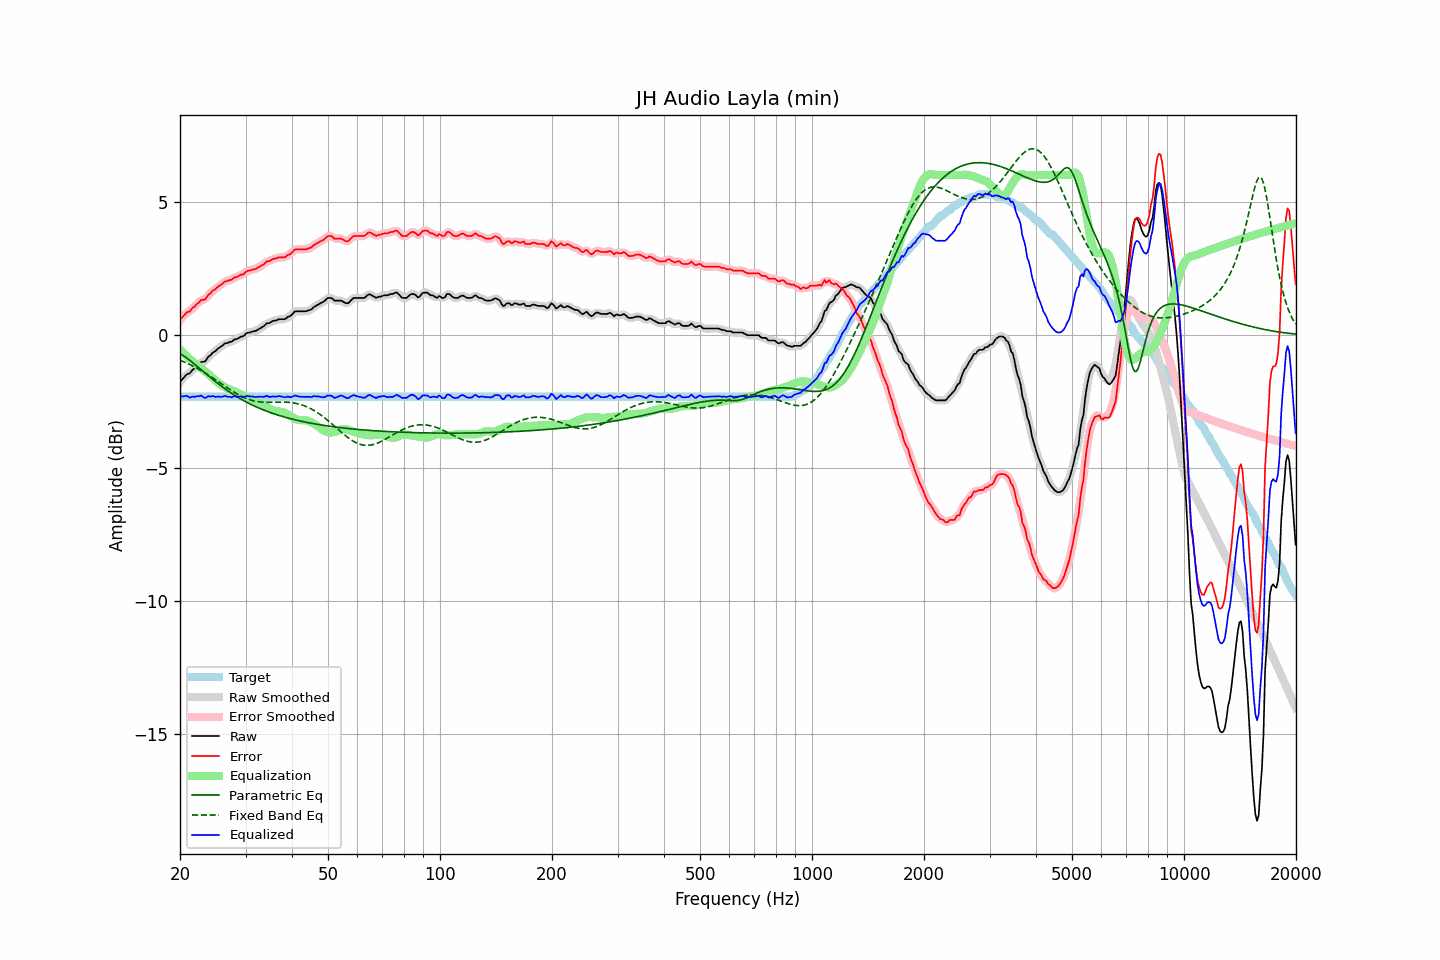 JH Audio Layla (min)
5
0
−5
−10
−15
Amplitude (dBr)
Target
Raw Smoothed
Error Smoothed
Raw
Error
Equalization
Parametric Eq
Fixed Band Eq
Equalized
20 50 100 200 500 1000 2000 5000 10000 20000
Frequency (Hz)